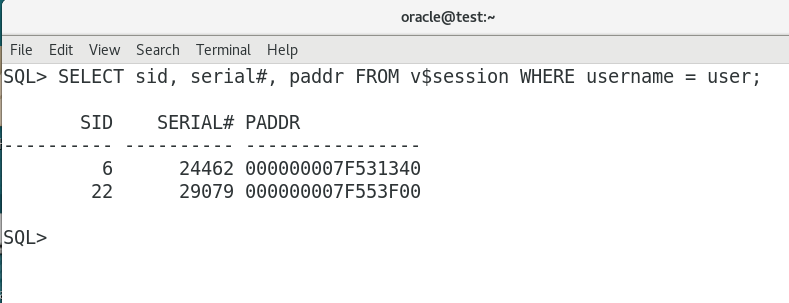 oracle@test:~
File Edit View Search Terminal Help
SQL> SELECT sid, serial#, paddr FROM v$session WHERE username = user;
SID SERIAL# PADDR
---------- ---------- ----------------
6 24462 000000007F531340
22 29079 000000007F553F00
SQL>